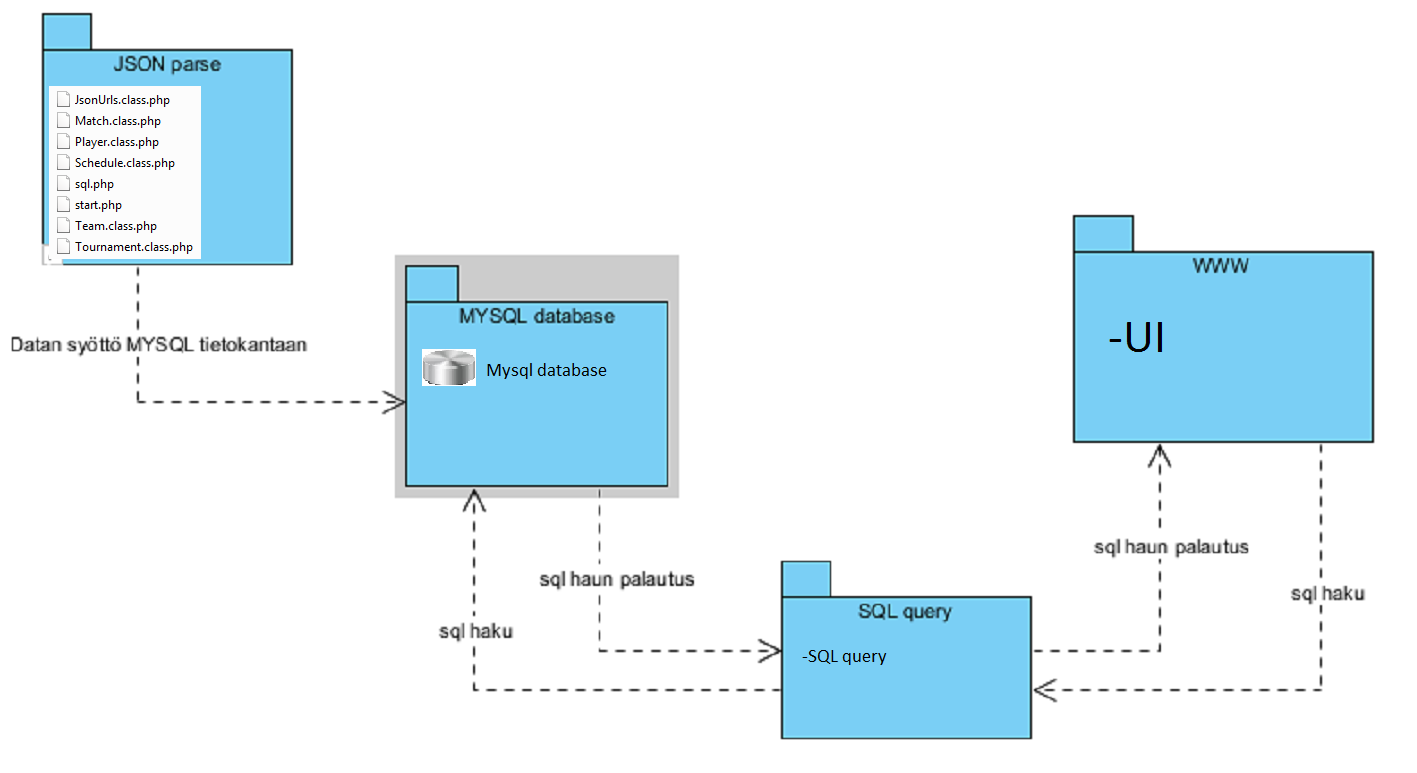 JSON parse
JsonUrls.class.php
Match.class.php
Player.class.php
Schedule.class.php
sql.php
start.php
Team.class.php
Tournament.class.php
Datan syöttö MYSQL tietokantaan
MYSQL database
Mysql database
WWW
-UI
sql haun palautus
sql haku
sql haun palautus
sql haku
SQL query
-SQL query